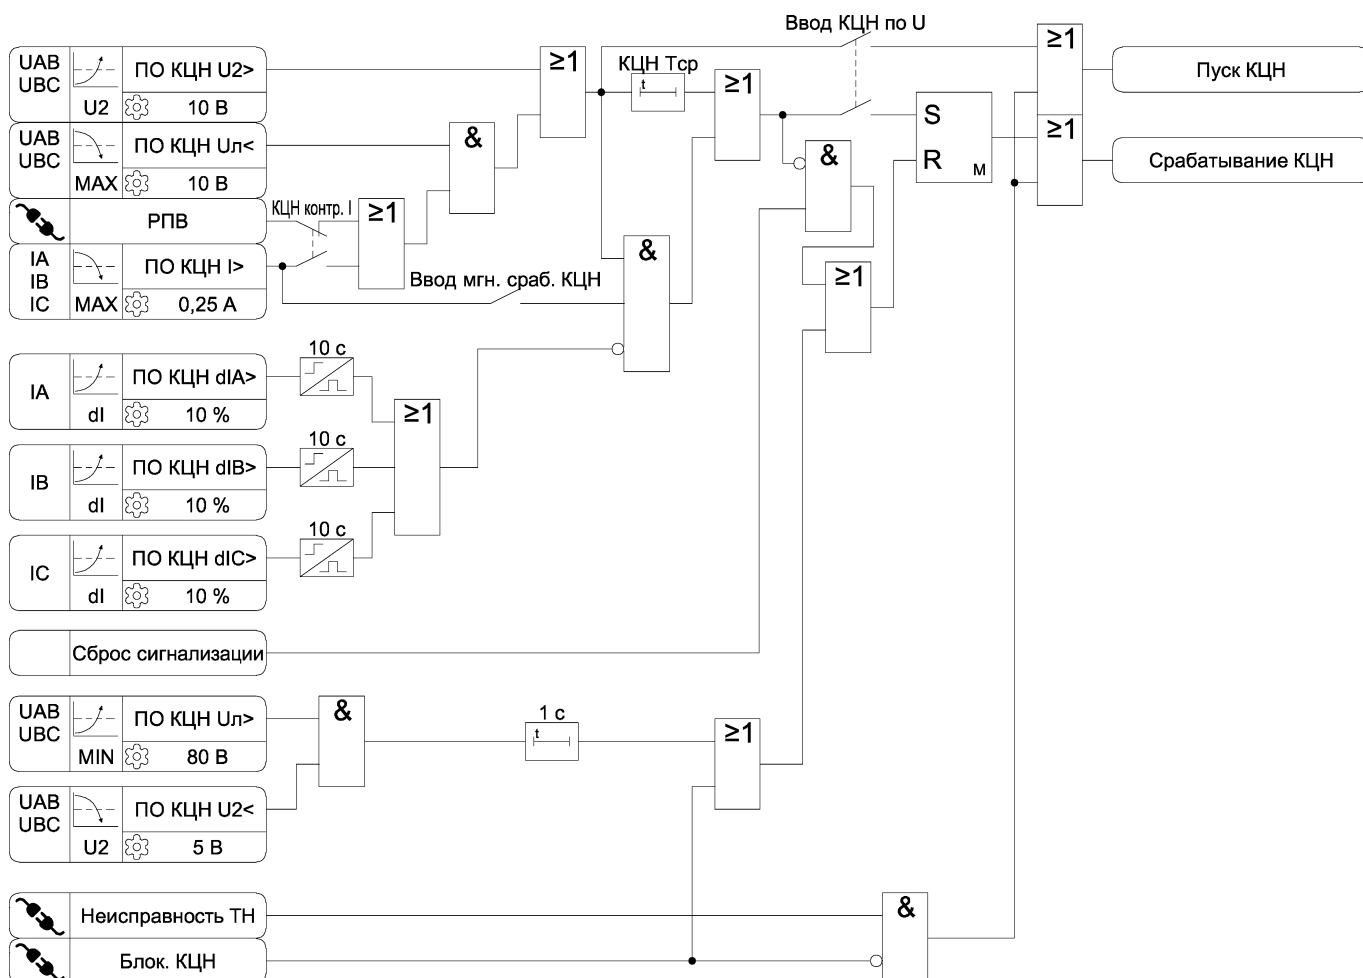 Ввод КЦН по U
UAB
UBC
ПО КЦН U2>
U2
10 В
≥1
КЦН Тср
t
≥1
≥1
Пуск КЦН
UAB
UBC
ПО КЦН Uл<
MAX
10 В
&
&
S
R
М
≥1
Срабатывание КЦН
РПВ
КЦН контр. I
≥1
IA
IB
IC
ПО КЦН I>
MAX
0,25 А
Ввод мгн. сраб. КЦН
&
≥1
IA
ПО КЦН dIA>
dI
10 %
10 с
≥1
IB
ПО КЦН dIB>
dI
10 %
10 с
IC
ПО КЦН dIC>
dI
10 %
10 с
Сброс сигнализации
UAB
UBC
ПО КЦН Uл>
MIN
80 В
&
1 с
t
≥1
UAB
UBC
ПО КЦН U2<
U2
5 В
Неисправность ТН
&
Блок. КЦН